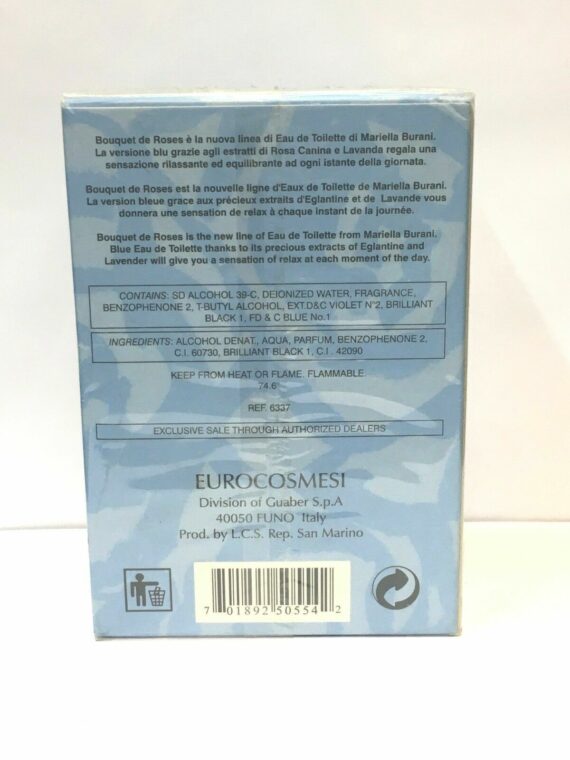 Bouquet de Roses è la nuova linea di Eau de Toilette di Mariella Burani.
La versione blu grazie agli estratti di Rosa Canina e Lavanda regala una
sensazione rilassante ed equilibrante ad ogni istante della giornata.
Bouquet de Roses est la nouvelle ligne d'Eaux de Toilette de Mariella Burani.
La version bleue grace aux précieux extraits d'Eglantine et de Lavande vous
donnera une sensation de relax à chaque instant de la journée.
Bouquet de Roses is the new line of Eau de Toilette from Mariella Burani.
Blue Eau de Toilette thanks to its precious extracts of Eglantine and
Lavender will give you a sensation of relax at each moment of the day.
CONTAINS: SD ALCOHOL 39-C, DEIONIZED WATER, FRAGRANCE,
BENZOPHENONE 2, T-BUTYL ALCOHOL, EXT.D&C VIOLET N°2, BRILLIANT
BLACK 1, FD & C BLUE No.1
INGREDIENTS: ALCOHOL DENAT., AQUA, PARFUM, BENZOPHENONE 2,
C.I. 60730, BRILLIANT BLACK 1, C.I. 42090
KEEP FROM HEAT OR FLAME. FLAMMABLE.
74.6°
REF. 6337
EXCLUSIVE SALE THROUGH AUTHORIZED DEALERS
EUROCOSMESI
Division of Guaber S.p.A
40050 FUNO Italy
Prod. by L.C.S. Rep. San Marino
7 01892 50554 2